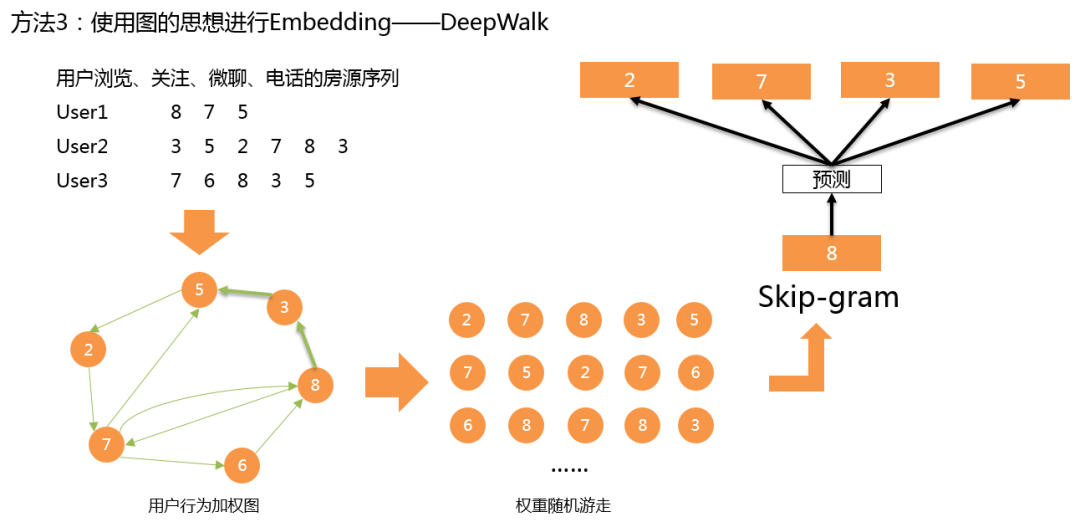 方法3：使用图的思想进行Embedding——DeepWalk
用户浏览、关注、微聊、电话的房源序列
User1 8 7 5
User2 3 5 2 7 8 3
User3 7 6 8 3 5
2 7 3 5
预测
8
Skip-gram
5
3
2
8
7
6
用户行为加权图
2 7 8 3 5
7 5 2 7 6
6 8 7 8 3
……
权重随机游走